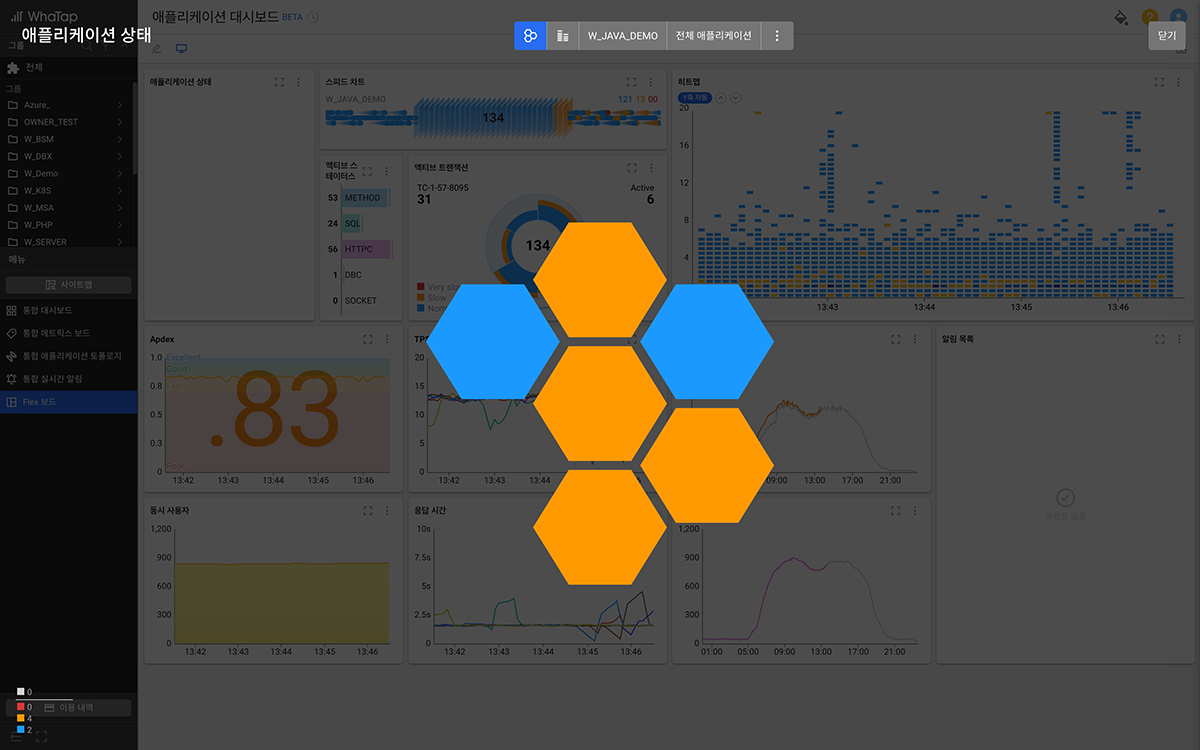 WhaTap
애플리케이션 대시보드 BETA
애플리케이션 상태
W_JAVA_DEMO
전체 애플리케이션
닫기
그룹
전체
그룹
Azure_
OWNER_TEST
W_BSM
W_DBX
W_Demo
W_K8S
W_MSA
W_PHP
W_SERVER
메뉴
사이트맵
통합 대시보드
통합 메트릭스 보드
통합 애플리케이션 토폴로지
통합 실시간 알림
Flex 보드
0
0
4
2
이용 내역
애플리케이션 상태
스피드 차트
W_JAVA_DEMO
121 13 00
134
액티브 스
테이터스
53 METHOD
24 SQL
56 HTTPC
1 DBC
0 SOCKET
액티브 트랜잭션
TC-1-57-8095
31
Active
6
134
Very slo
Slow
Norm
히트맵
Y축 자동
20
16
12
8
4
13:43 13:44 13:45 13:46
Apdex
1.0
0.8
0.5
0.3
0
Excellent
Good
Fair
Poor
.83
13:42 13:43 13:44 13:45 13:46
TPS
20
15
10
5
0
13:42 13:43 13:44
09:00 13:00 17:00 21:00
알림 목록
이벤트 없음
동시 사용자
1,200
900
600
300
0
13:42 13:43 13:44 13:45 13:46
응답 시간
10s
7.5s
5s
2.5s
0
13:42 13:43 13:44 13:45 13:46
1,200
900
600
300
0
01:00 05:00 09:00 13:00 17:00 21:00